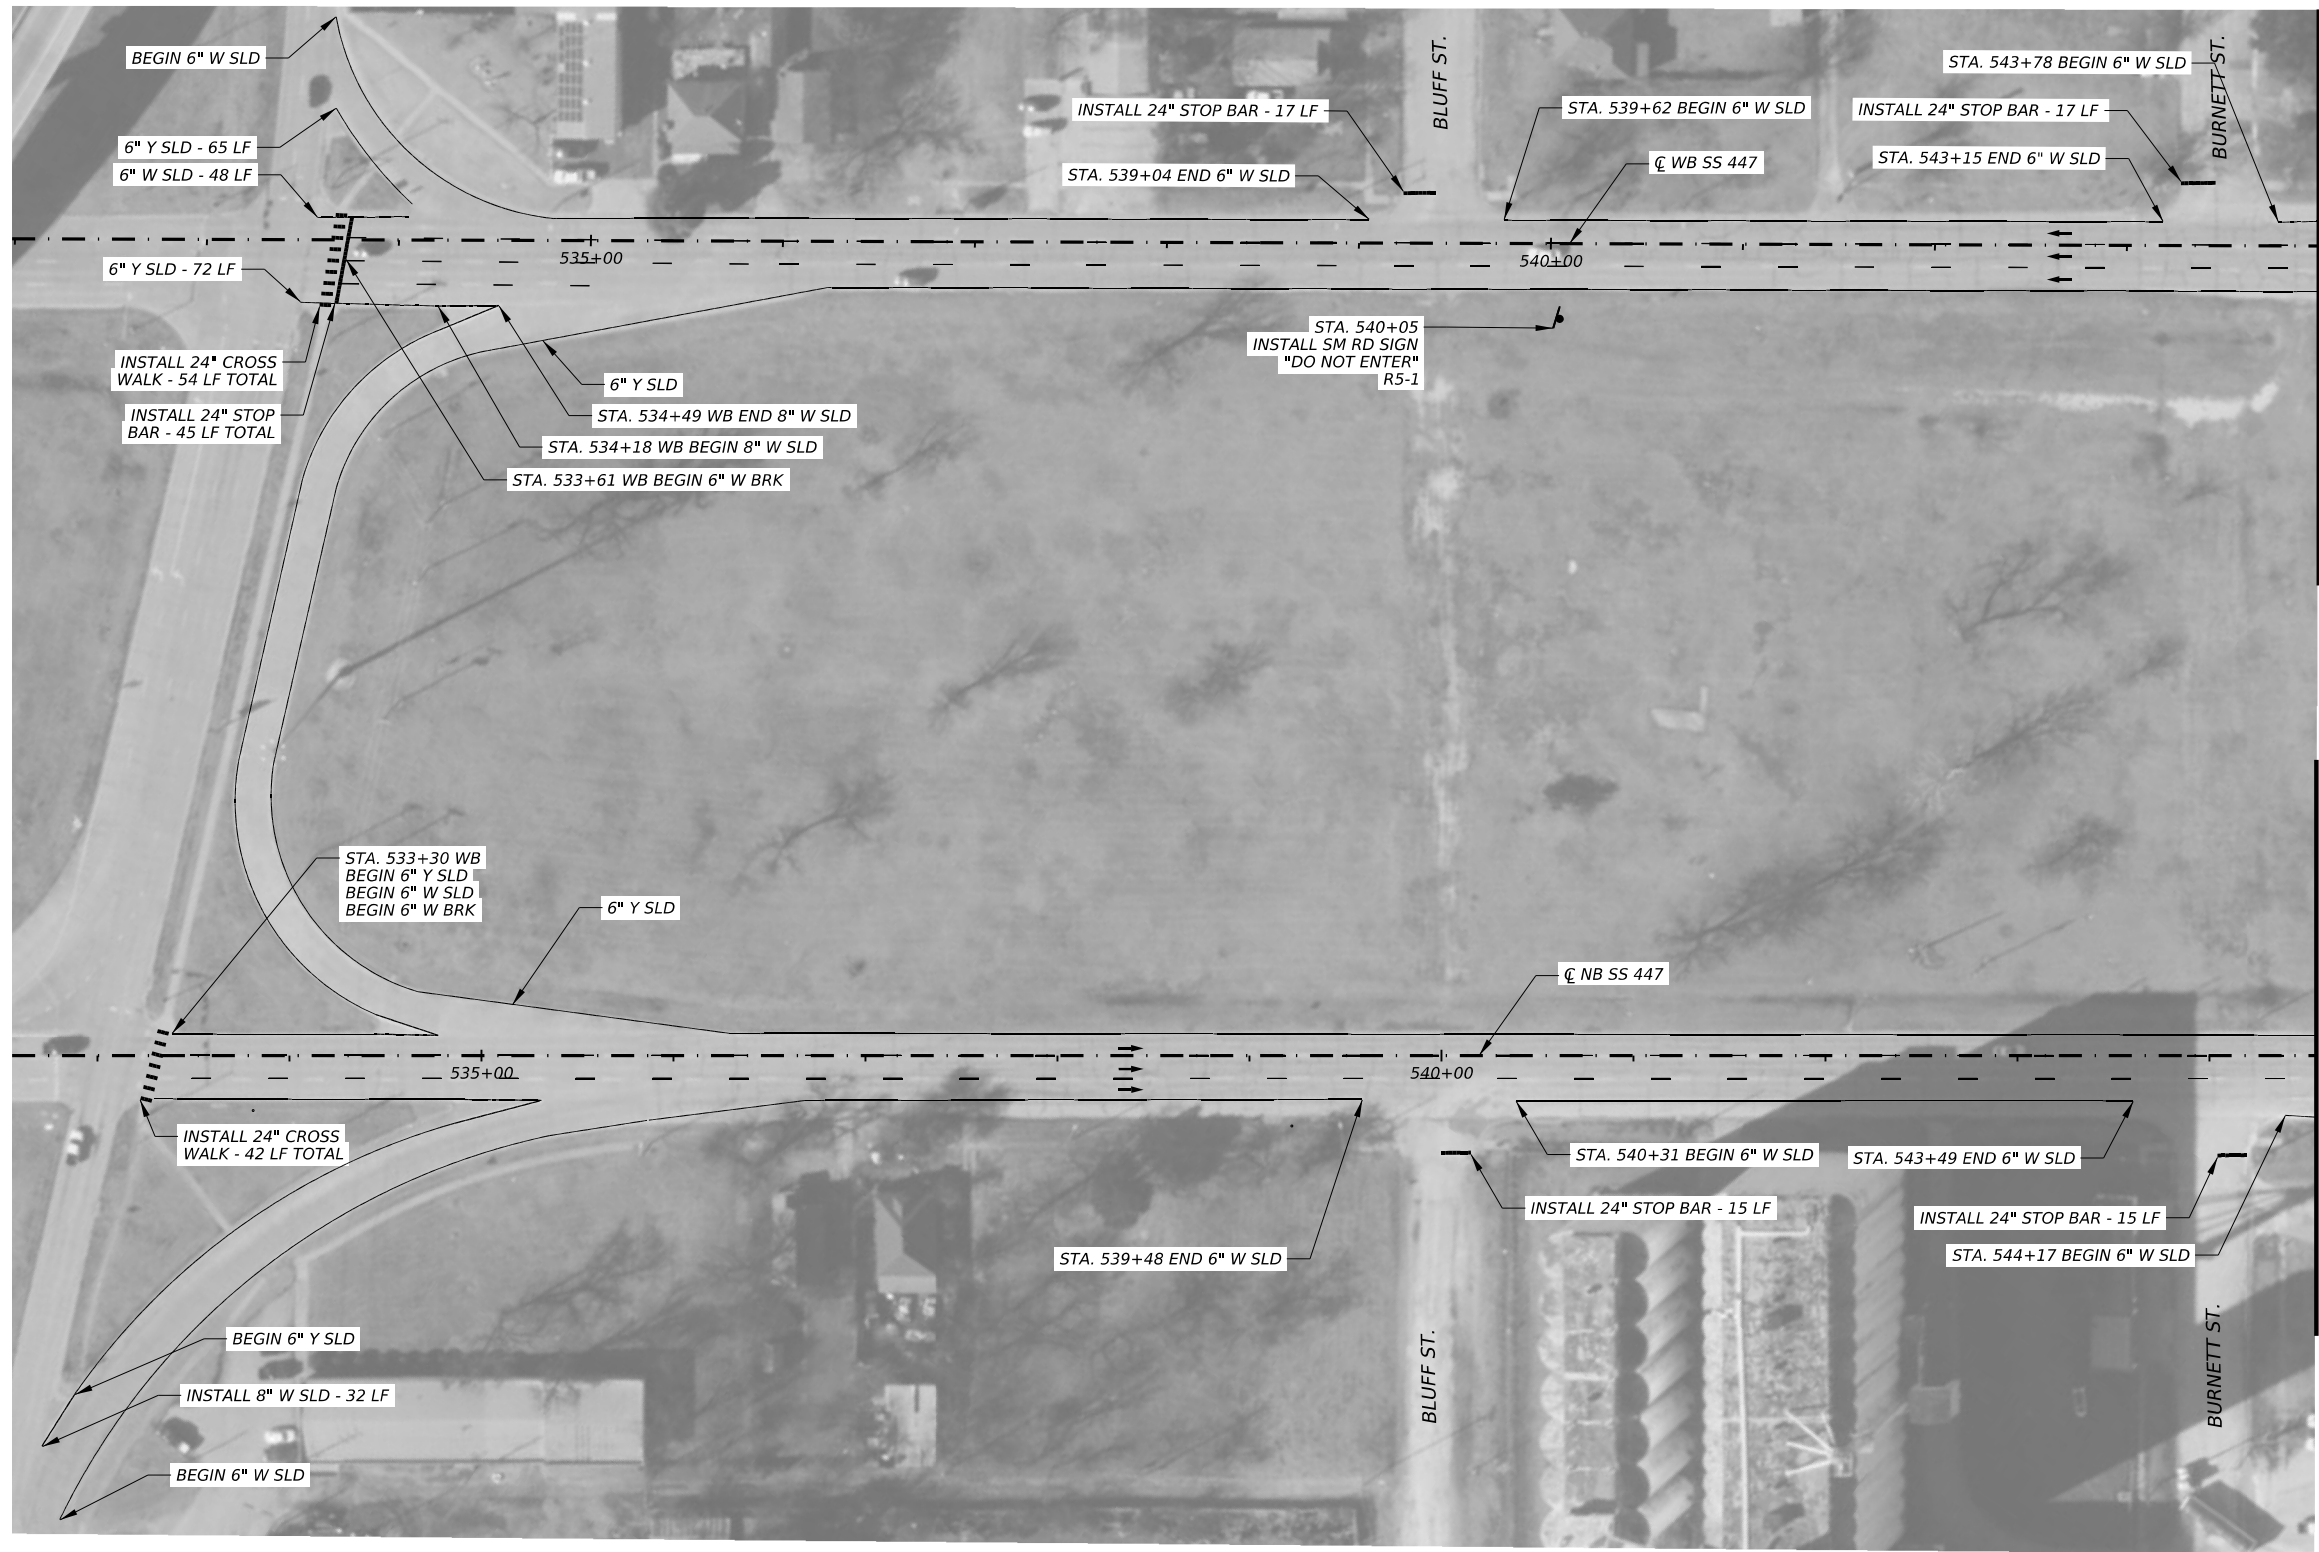 BEGIN 6" W SLD
6" Y SLD - 65 LF
6" W SLD - 48 LF
6" Y SLD - 72 LF
INSTALL 24" CROSS
WALK - 54 LF TOTAL
INSTALL 24" STOP
BAR - 45 LF TOTAL
535+00
6" Y SLD
STA. 534+49 WB END 8" W SLD
STA. 534+18 WB BEGIN 8" W SLD
STA. 533+61 WB BEGIN 6" W BRK
INSTALL 24" STOP BAR - 17 LF
STA. 539+04 END 6" W SLD
BLUFF ST.
STA. 539+62 BEGIN 6" W SLD
℄ WB SS 447
540+00
STA. 540+05
INSTALL SM RD SIGN
"DO NOT ENTER"
R5-1
STA. 543+78 BEGIN 6" W SLD
INSTALL 24" STOP BAR - 17 LF
STA. 543+15 END 6" W SLD
BURNETT ST.
STA. 533+30 WB
BEGIN 6" Y SLD
BEGIN 6" W SLD
BEGIN 6" W BRK
6" Y SLD
℄ NB SS 447
535+00
540+00
INSTALL 24" CROSS
WALK - 42 LF TOTAL
STA. 540+31 BEGIN 6" W SLD
STA. 543+49 END 6" W SLD
INSTALL 24" STOP BAR - 15 LF
INSTALL 24" STOP BAR - 15 LF
STA. 539+48 END 6" W SLD
STA. 544+17 BEGIN 6" W SLD
BEGIN 6" Y SLD
INSTALL 8" W SLD - 32 LF
BEGIN 6" W SLD
BLUFF ST.
BURNETT ST.